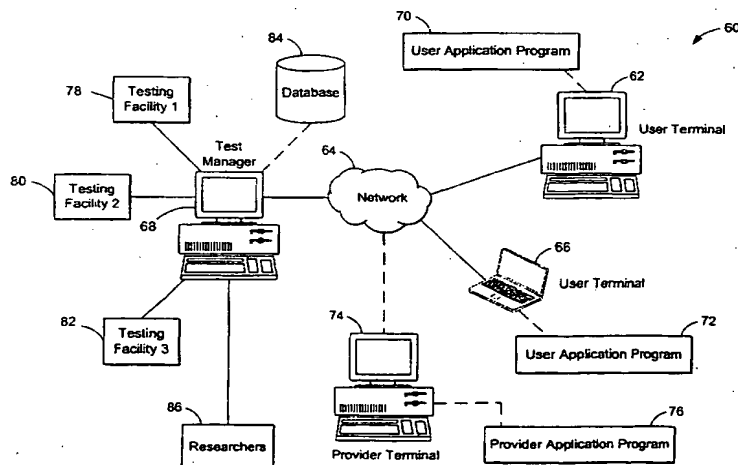 70
User Application Program
60
84
Database
62
User Terminal
78
Testing
Facility 1
Test
Manager
64
Network
80
Testing
Facility 2
68
66
User Terminal
82
Testing
Facility 3
74
72
User Application Program
86
Researchers
Provider Terminal
76
Provider Application Program